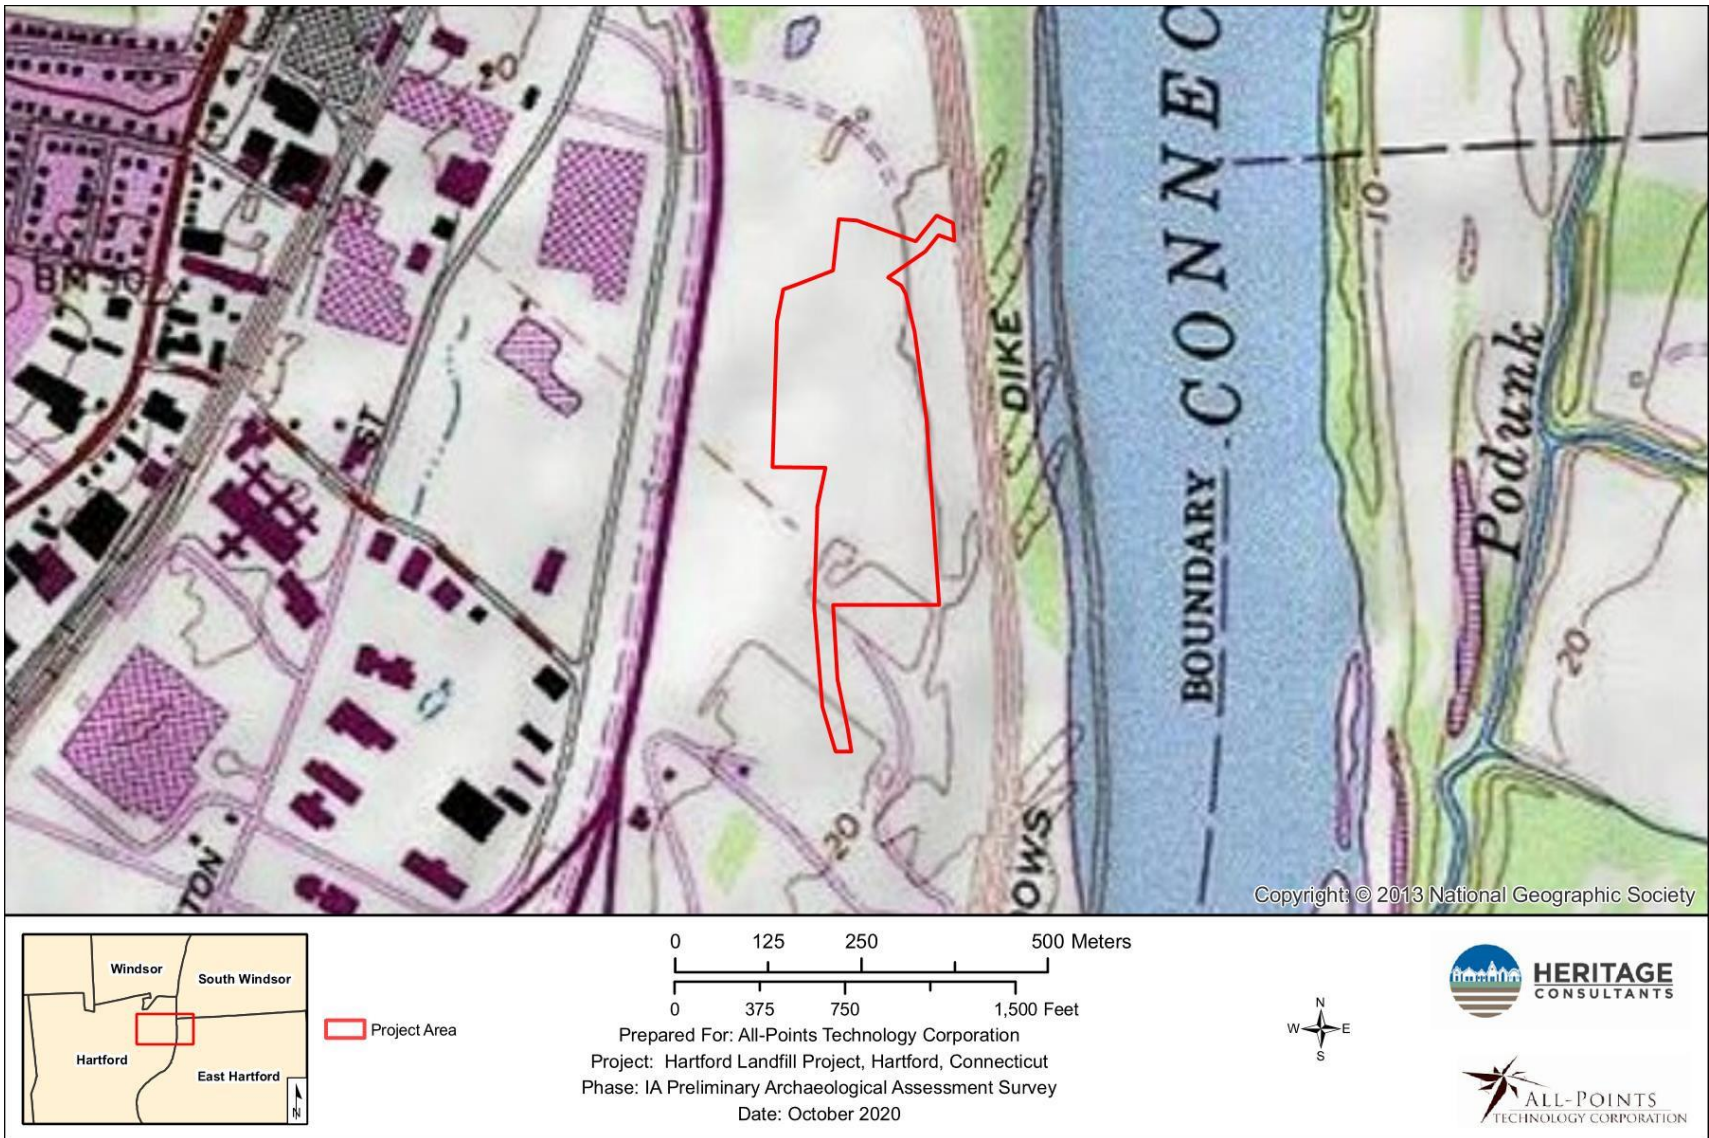 0
BM 30
ST
TON
20
DIKE
OWS
CONNEC
BOUNDARY
10
Podunk
20
Copyright: © 2013 National Geographic Society
Windsor
South Windsor
Hartford
East Hartford
N
Project Area
0 125 250 500 Meters
0 375 750 1,500 Feet
Prepared For: All-Points Technology Corporation
Project: Hartford Landfill Project, Hartford, Connecticut
Phase: IA Preliminary Archaeological Assessment Survey
Date: October 2020
N
W E
S
HERITAGE
CONSULTANTS
ALL-POINTS
TECHNOLOGY CORPORATION